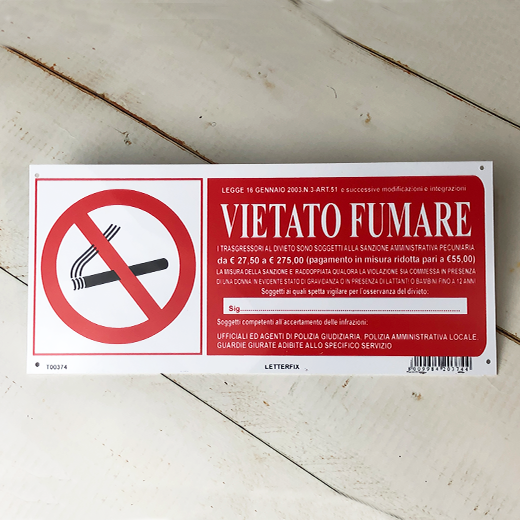 LEGGE 16 GENNAIO 2003.N.3-ART.51 e successive modificazioni e integrazioni
VIETATO FUMARE
I TRASGRESSORI AL DIVIETO SONO SOGGETTI ALLA SANZIONE AMMINISTRATIVA PECUNIARIA
da € 27,50 a € 275,00 (pagamento in misura ridotta pari a €55,00)
LA MISURA DELLA SANZIONE E' RADDOPPIATA QUALORA LA VIOLAZIONE SIA COMMESSA IN PRESENZA
DI UNA DONNA IN EVIDENTE STATO DI GRAVIDANZA O IN PRESENZA DI LATTANTI O BAMBINI FINO A 12 ANNI
Soggetti ai quali spetta vigilare per l'osservanza del divieto:
Sig.
Soggetti competenti all'accertamento delle infrazioni:
UFFICIALI ED AGENTI DI POLIZIA GIUDIZIARIA. POLIZIA AMMINISTRATIVA LOCALE.
GUARDIE GIURATE ADIBITE ALLO SPECIFICO SERVIZIO
T00374
LETTERFIX